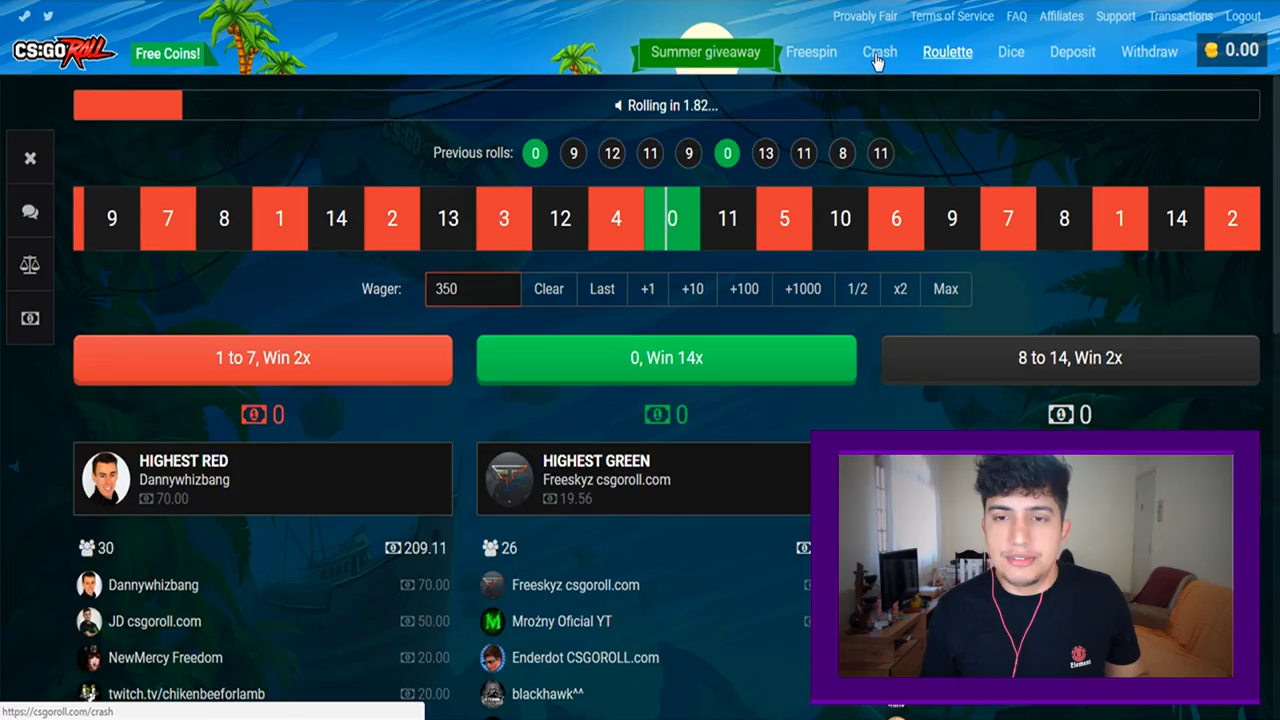 Provably Fair Terms of Service FAQ Affiliates Support Transactions Logout
CS:GO ROLL Free Coins! Summer giveaway Freespin Crash Roulette Dice Deposit Withdraw 0.00
Rolling in 1.82...
Previous rolls: 0 9 12 11 9 0 13 11 8 11
9 7 8 1 14 2 13 3 12 4 0 11 5 10 6 9 7 8 1 14 2
Wager: 350 Clear Last +1 +10 +100 +1000 1/2 x2 Max
1 to 7, Win 2x 0, Win 14x 8 to 14, Win 2x
0 0 0
HIGHEST RED
Dannywhizbang
70.00
HIGHEST GREEN
Freeskyz csgoroll.com
19.56
30 209.11
Dannywhizbang 70.00
JD csgoroll.com 50.00
NewMercy Freedom 20.00
twitch.tv/chikenbeeforlamb 20.00
26
Freeskyz csgoroll.com
Mrożny Oficial YT
Enderdot CSGOROLL.com
blackhawk^^
element
https://csgoroll.com/crash